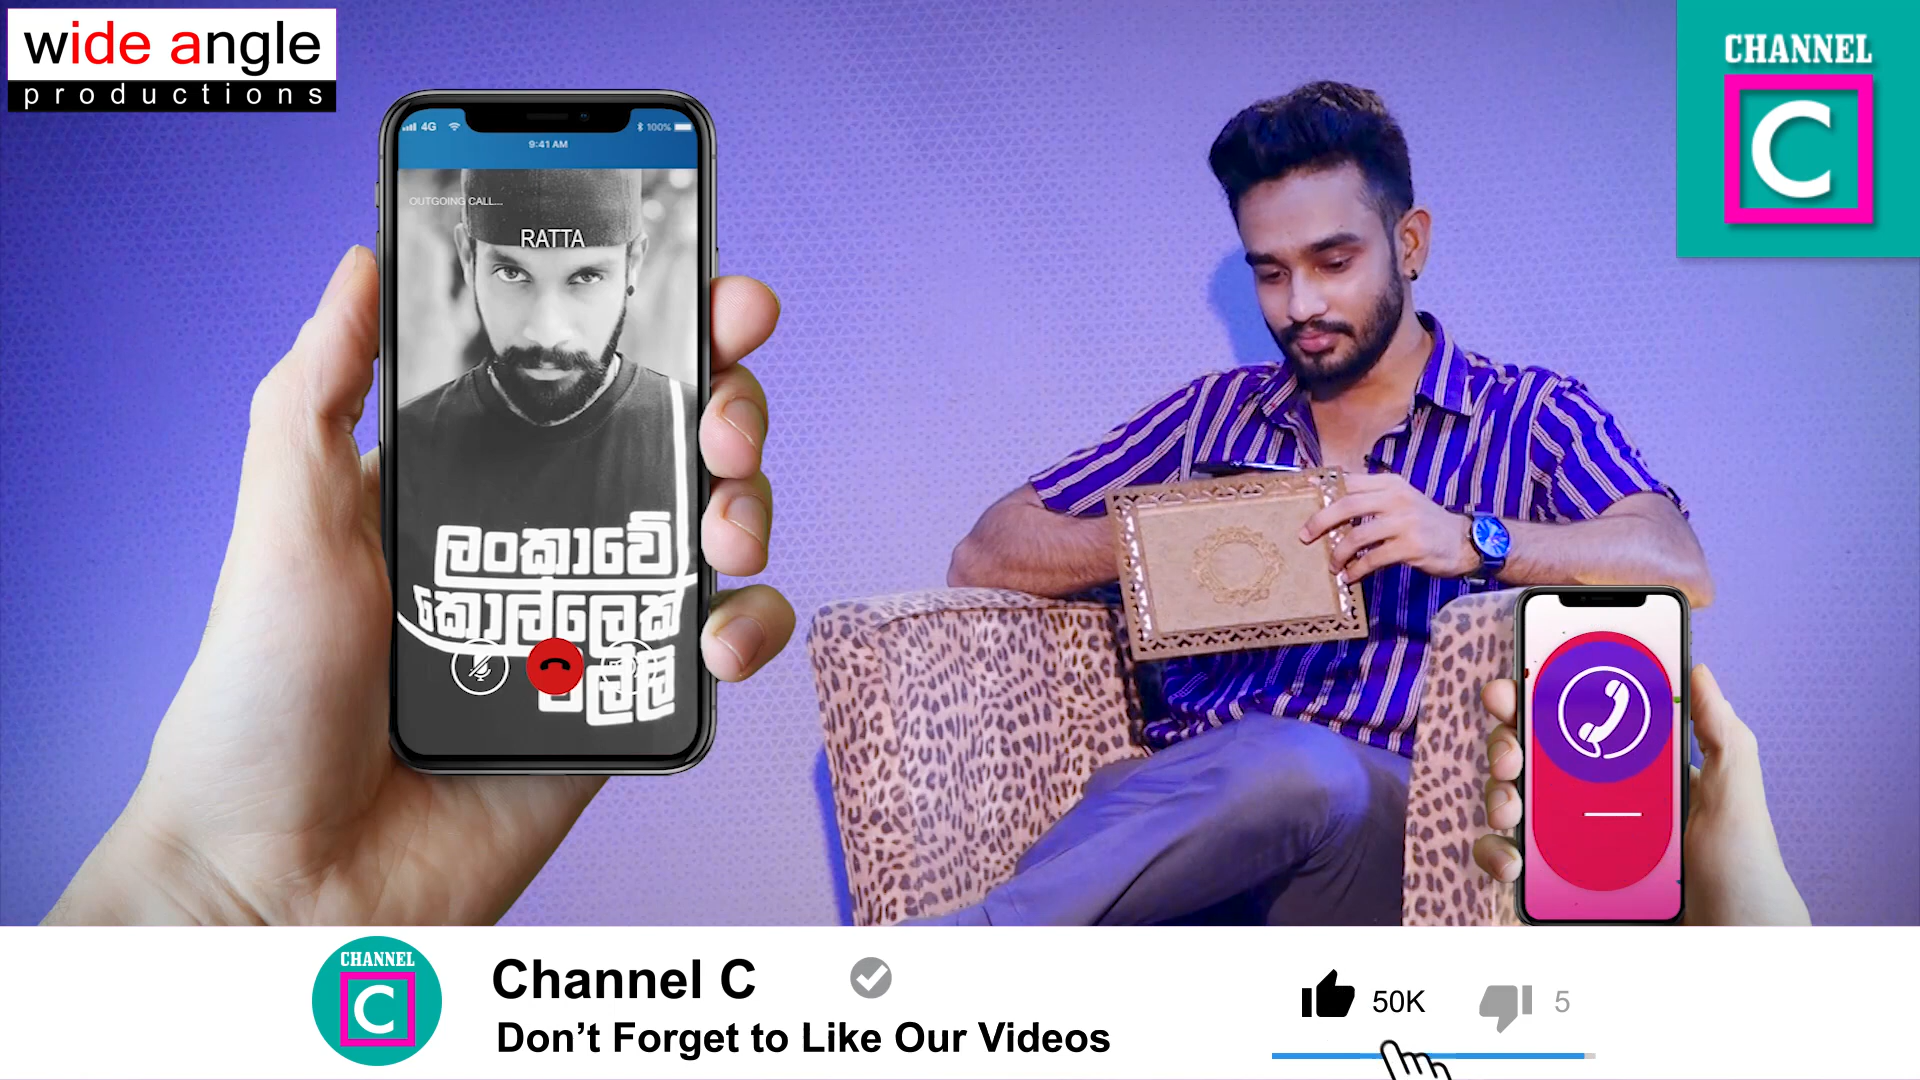 wide angle
productions
CHANNEL
C
4G
100%
9:41 AM
OUTGOING CALL...
RATTA
ලංකාවේ
කොල්ලෙක්
මල්ලි
CHANNEL
C
Channel C
Don't Forget to Like Our Videos
50K
5